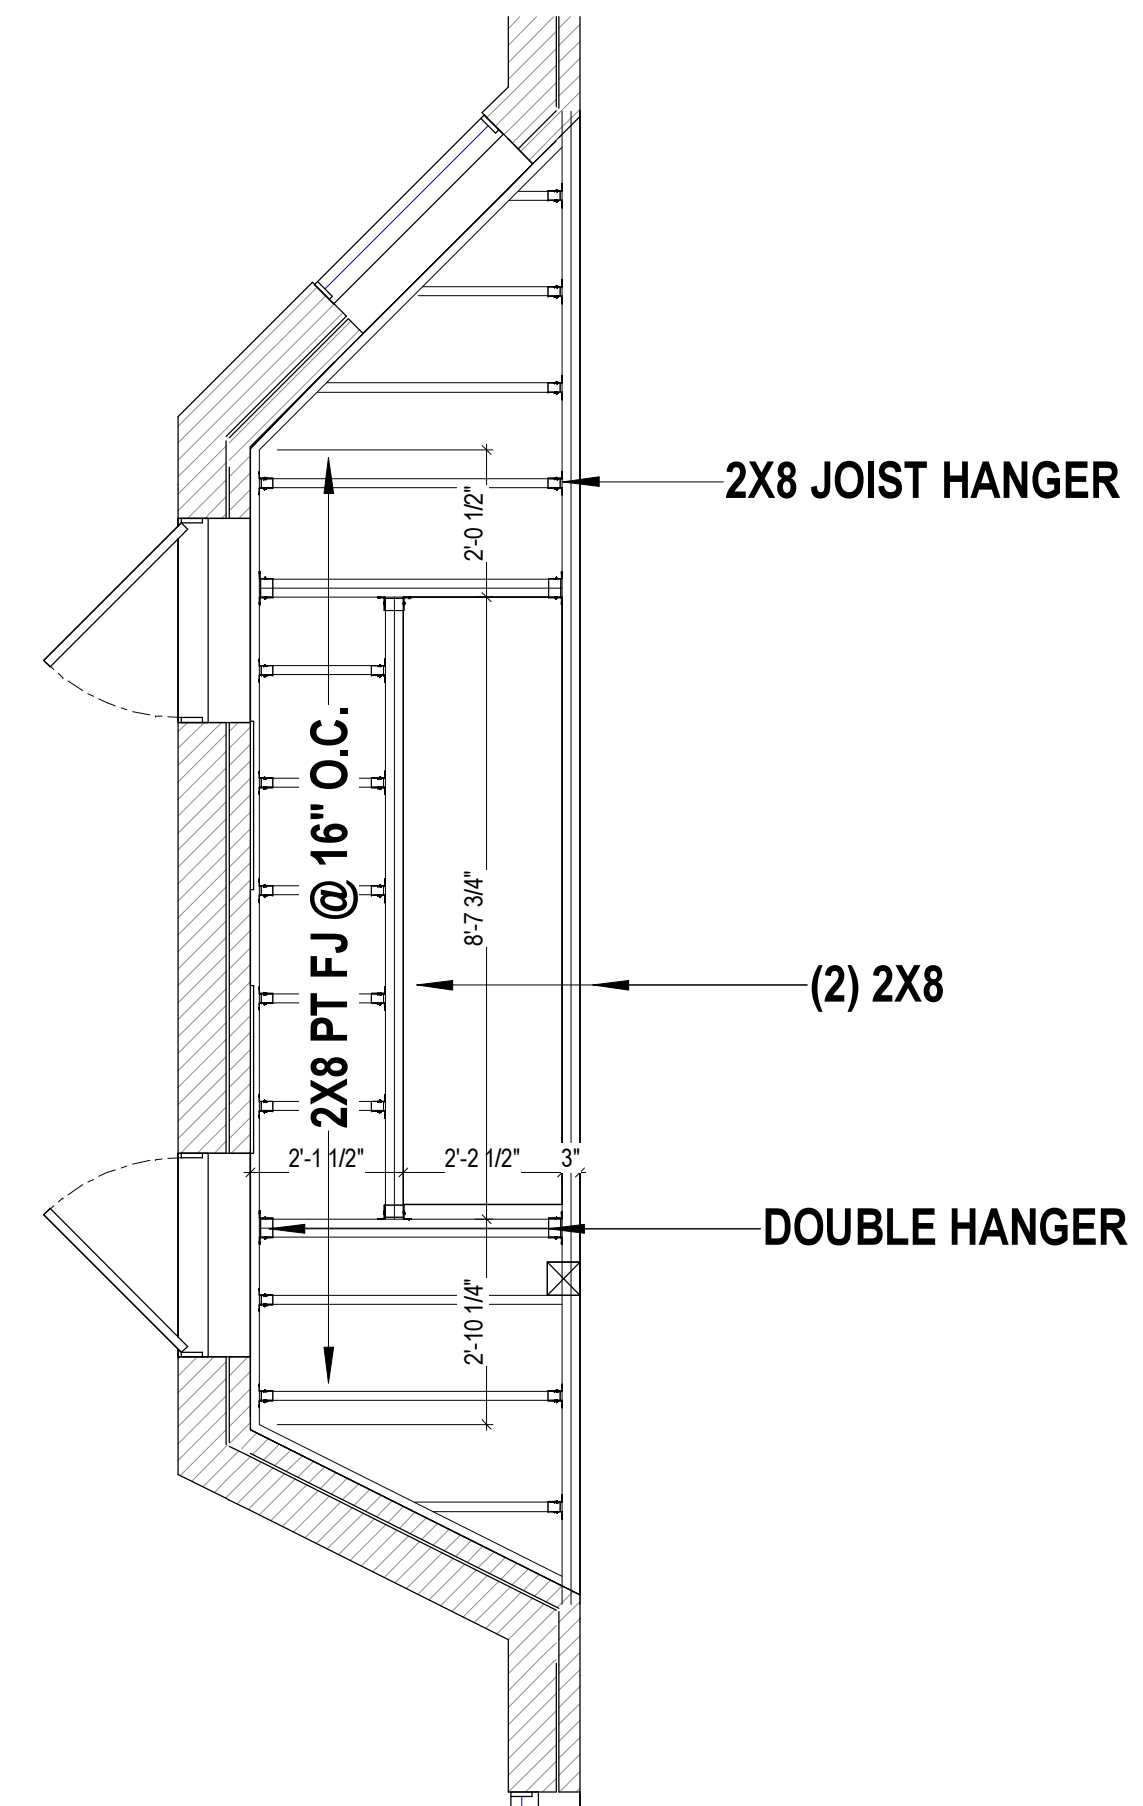 2X8 JOIST HANGER
2'-0 1/2"
2X8 PT FJ @ 16" O.C.
8'-7 3/4"
(2) 2X8
2'-1 1/2"
2'-2 1/2"
3"
DOUBLE HANGER
2'-10 1/4"